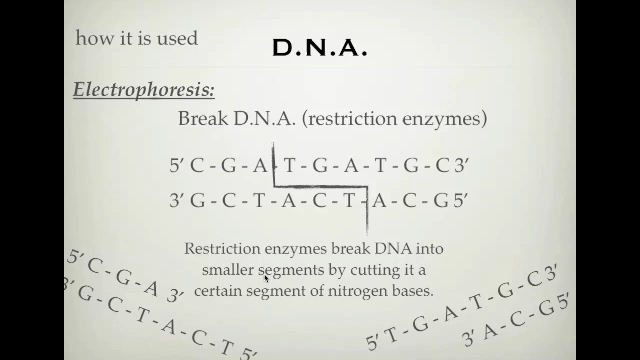 how it is used
D.N.A.
Electrophoresis:
Break D.N.A. (restriction enzymes)
5' C - G - A - T - G - A - T - G - C 3'
3' G - C - T - A - C - T - A - C - G 5'
Restriction enzymes break DNA into
smaller segments by cutting it a
certain segment of nitrogen bases.
5' C - G - A 3'
3' G - C - T - A - C - T 5'
5' T - G - A - T - G - C 3'
3' A - C - G 5'